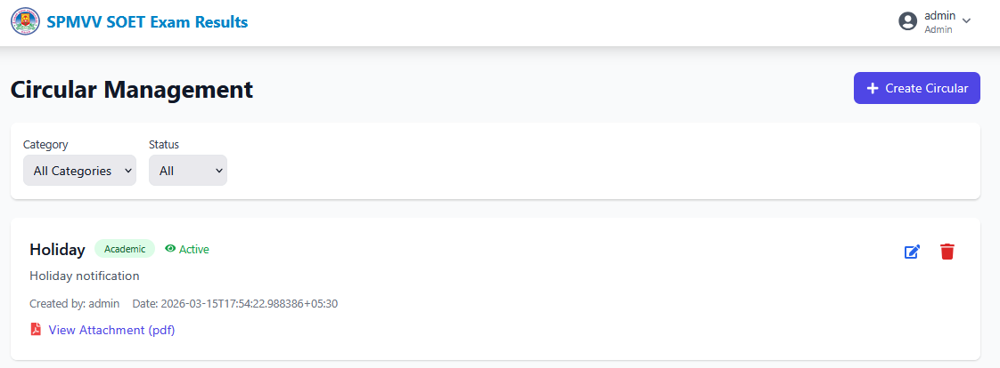 SPMVV SOET Exam Results
admin
Admin
Circular Management
Create Circular
Category
Status
All Categories
All
Holiday
Academic
Active
Holiday notification
Created by: admin
Date: 2026-03-15T17:54:22.988386+05:30
View Attachment (pdf)